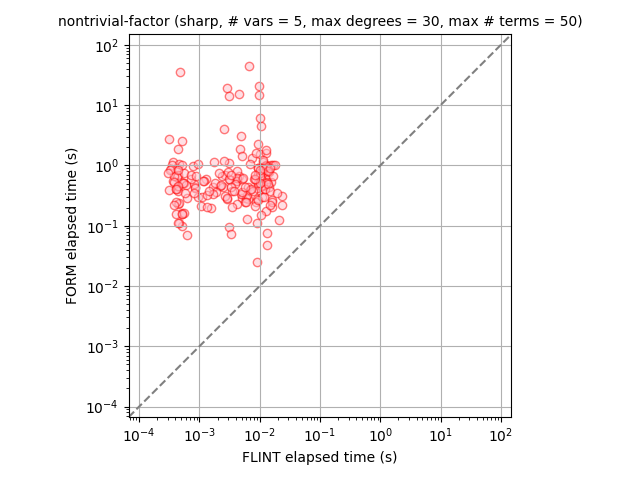 nontrivial-factor (sharp, # vars = 5, max degrees = 30, max # terms = 50)
FORM elapsed time (s)
10²
10¹
10⁰
10⁻¹
10⁻²
10⁻³
10⁻⁴
10⁻⁴ 10⁻³ 10⁻² 10⁻¹ 10⁰ 10¹ 10²
FLINT elapsed time (s)